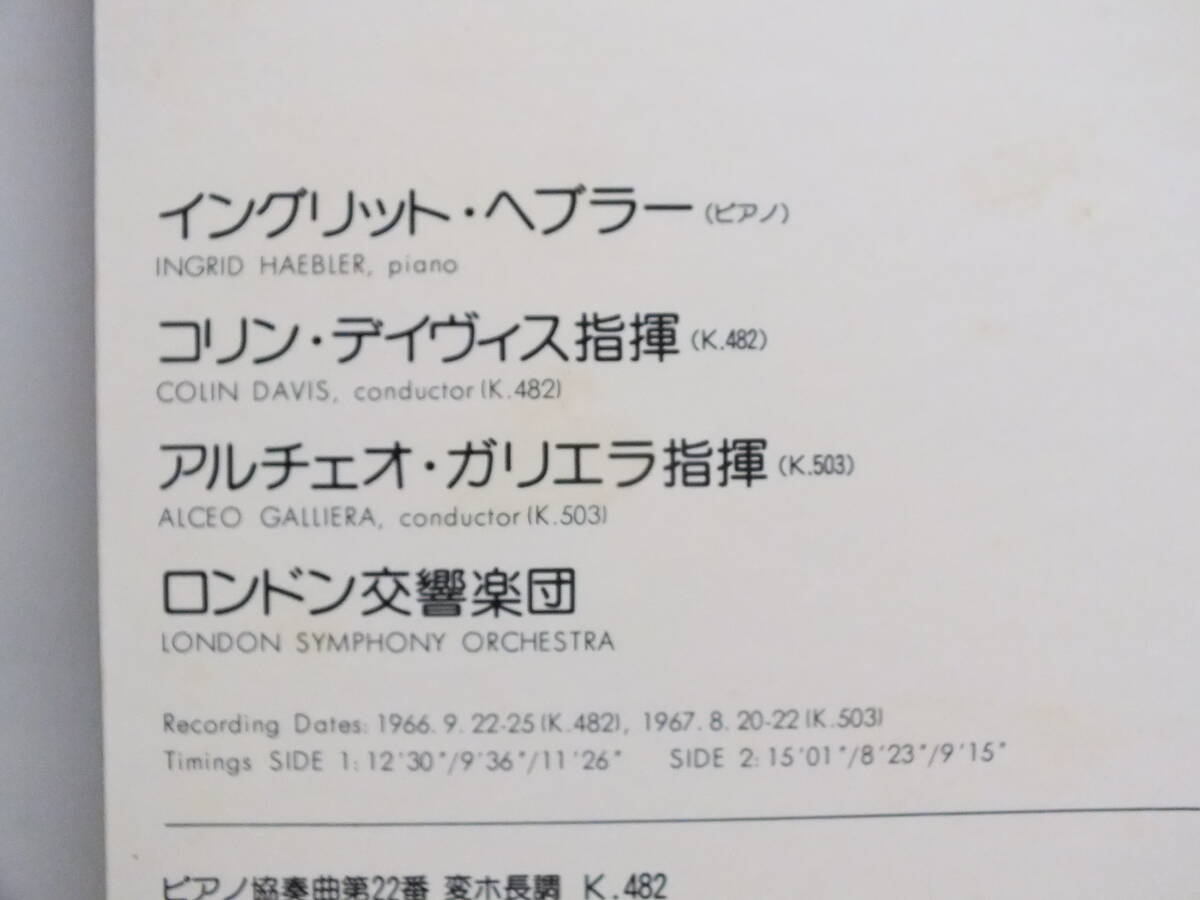 イングリット・ヘブラー(ピアノ)
INGRID HAEBLER, piano
コリン・デイヴィス指揮(K.482)
COLIN DAVIS, conductor(K.482)
アルチェオ・ガリエラ指揮(K.503)
ALCEO GALLIERA, conductor(K.503)
ロンドン交響楽団
LONDON SYMPHONY ORCHESTRA
Recording Dates: 1966. 9. 22-25(K.482), 1967. 8. 20-22(K.503)
Timings SIDE 1: 12'30"/9'36"/11'26" SIDE 2: 15'01"/8'23"/9'15"
ピアノ協奏曲第22番 変ホ長調 K.482